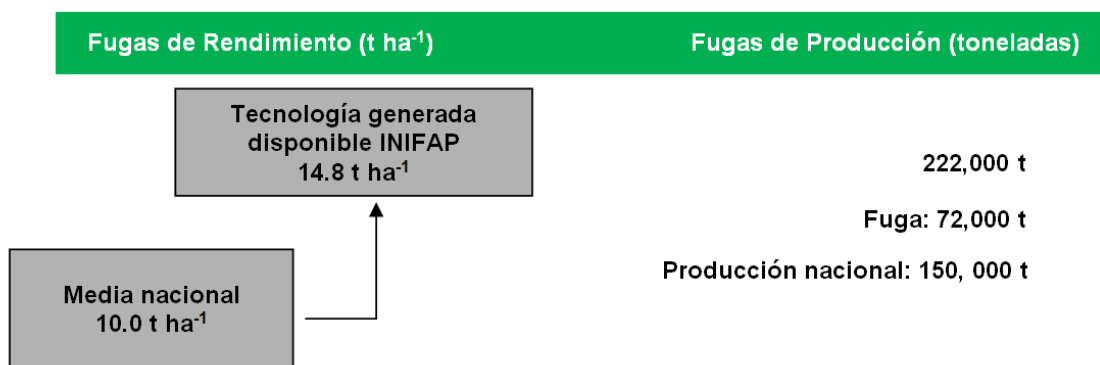 Fugas de Rendimiento (t ha⁻¹)
Fugas de Producción (toneladas)
Tecnología generada
disponible INIFAP
14.8 t ha⁻¹
222,000 t
Fuga: 72,000 t
Producción nacional: 150, 000 t
Media nacional
10.0 t ha⁻¹